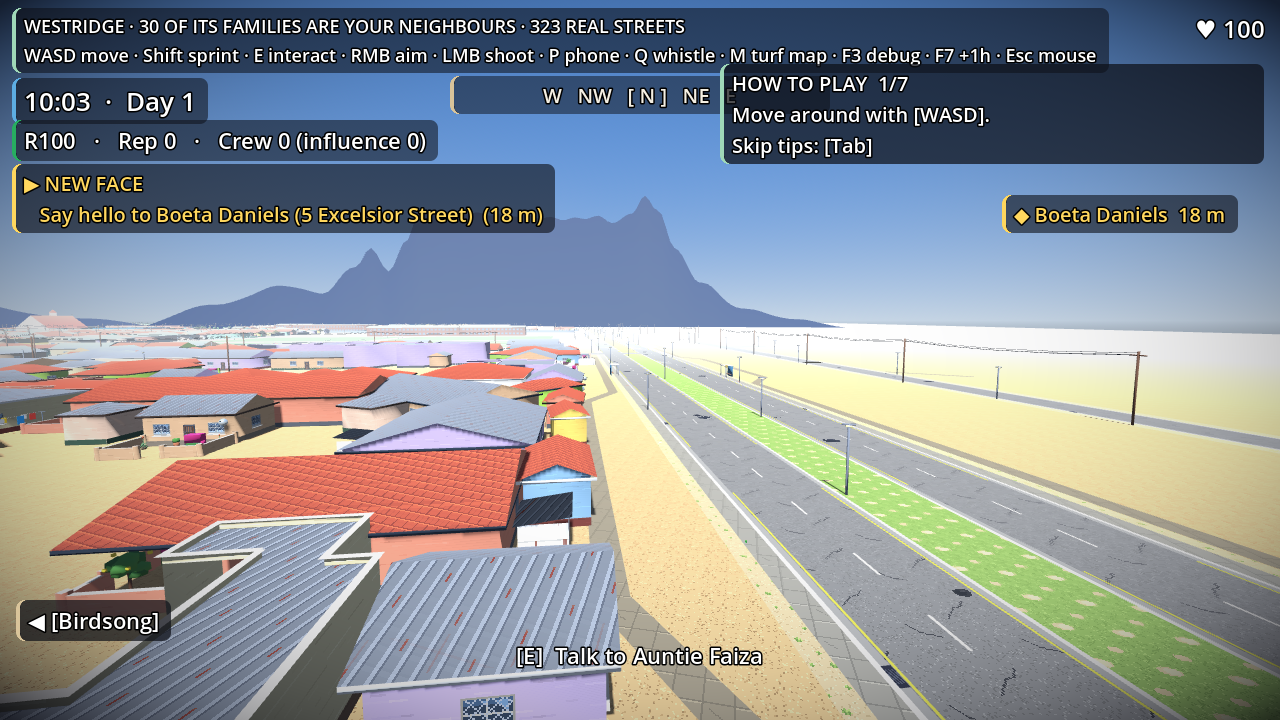 WESTRIDGE · 30 OF ITS FAMILIES ARE YOUR NEIGHBOURS · 323 REAL STREETS
WASD move · Shift sprint · E interact · RMB aim · LMB shoot · P phone · Q whistle · M turf map · F3 debug · F7 +1h · Esc mouse
♥ 100
10:03 · Day 1
W NW [ N ] NE E
HOW TO PLAY 1/7
Move around with [WASD].
Skip tips: [Tab]
R100 · Rep 0 · Crew 0 (influence 0)
▶ NEW FACE
Say hello to Boeta Daniels (5 Excelsior Street) (18 m)
◆ Boeta Daniels 18 m
◀ [Birdsong]
[E] Talk to Auntie Faiza